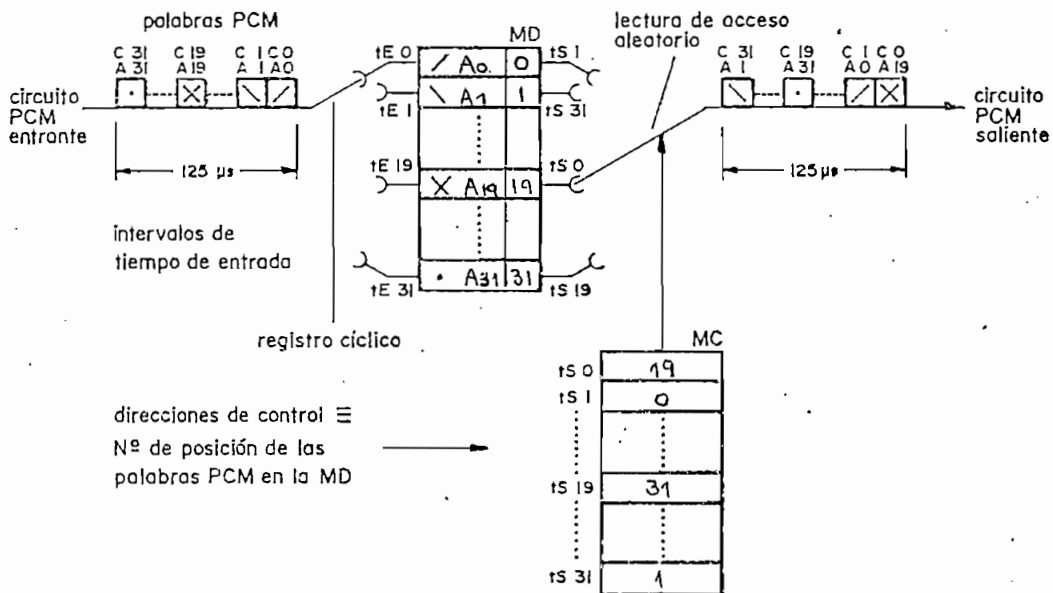 palabras PCM
C 31 C 19 C 1 C 0
A 31 A 19 A 1 A 0
circuito
PCM
entrante
125 µs
intervalos de
tiempo de entrada
registro cíclico
MD
tE 0 A0. 0 tS 1
tE 1 A1 1 tS 31
tE 19 A19 19 tS 0
tE 31 A31 31 tS 19
lectura de acceso
aleatorio
C 31 C 19 C 1 C 0
A 1 A 31 A 0 A 19
circuito
PCM
saliente
125 µs
MC
tS 0 19
tS 1 0
tS 19 31
tS 31 1
direcciones de control ≡
Nº de posición de las
palabras PCM en la MD